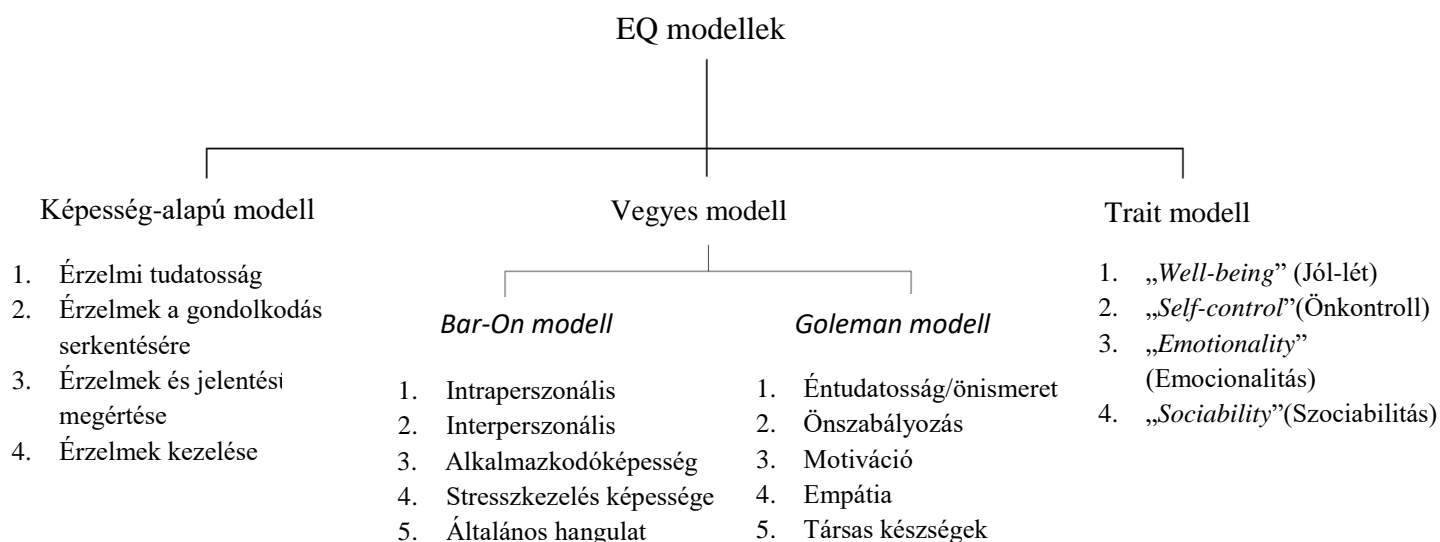 EQ modellek
Képesség-alapú modell
1. Érzelmi tudatosság
2. Érzelmek a gondolkodás
serkentésére
3. Érzelmek és jelentési
megértése
4. Érzelmek kezelése
Vegyes modell
Bar-On modell
1. Intraperszonális
2. Interperszonális
3. Alkalmazkodóképesség
4. Stresszkezelés képessége
5. Általános hangulat
Goleman modell
1. Éntudatosság/önismeret
2. Önszabályozás
3. Motiváció
4. Empátia
5. Társas készségek
Trait modell
1. „Well-being” (Jól-lét)
2. „Self-control”(Önkontroll)
3. „Emotionality”
(Emocionalitás)
4. „Sociability”(Szociabilitás)